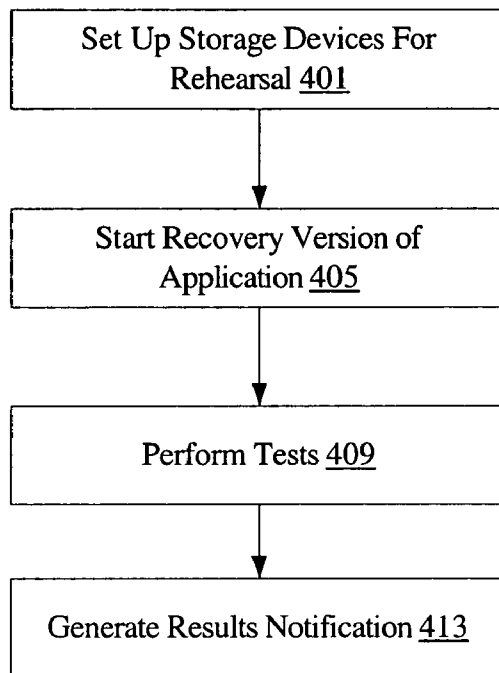 Set Up Storage Devices For
Rehearsal 401
Start Recovery Version of
Application 405
Perform Tests 409
Generate Results Notification 413